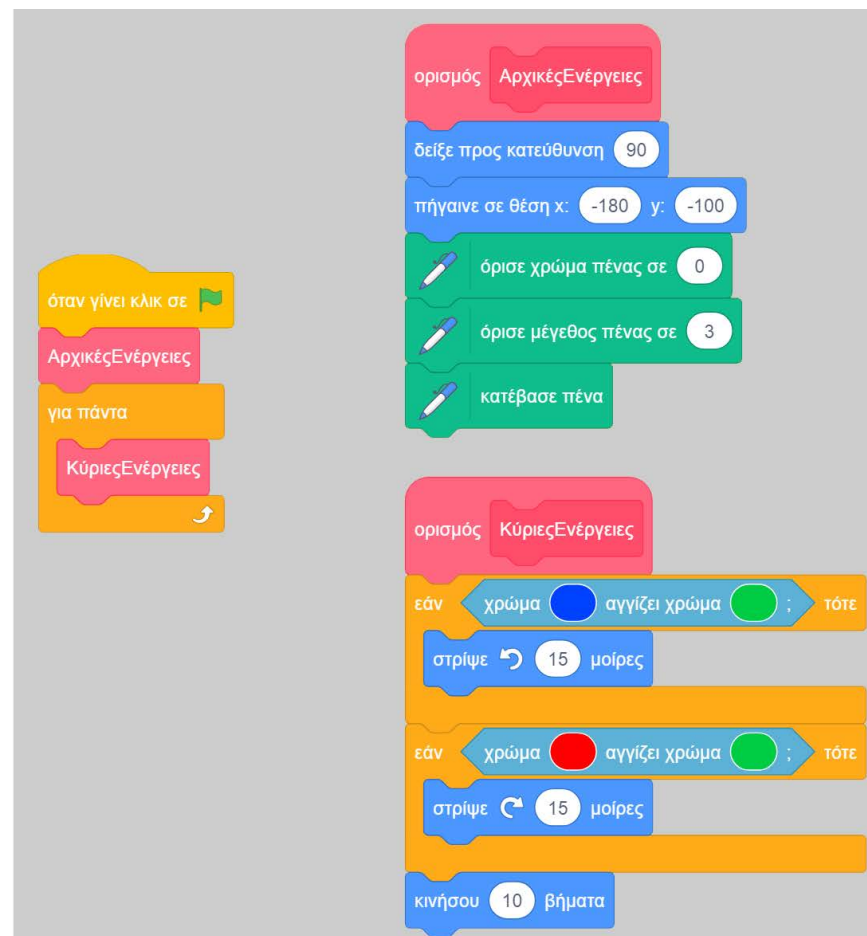 όταν γίνει κλικ σε
ΑρχικέςΕνέργειες
για πάντα
ΚύριεςΕνέργειες
ορισμός ΑρχικέςΕνέργειες
δείξε προς κατεύθυνση 90
πήγαινε σε θέση x: -180 y: -100
όρισε χρώμα πένας σε 0
όρισε μέγεθος πένας σε 3
κατέβασε πένα
ορισμός ΚύριεςΕνέργειες
εάν χρώμα αγγίζει χρώμα ; τότε
στρίψε 15 μοίρες
εάν χρώμα αγγίζει χρώμα ; τότε
στρίψε 15 μοίρες
κινήσου 10 βήματα